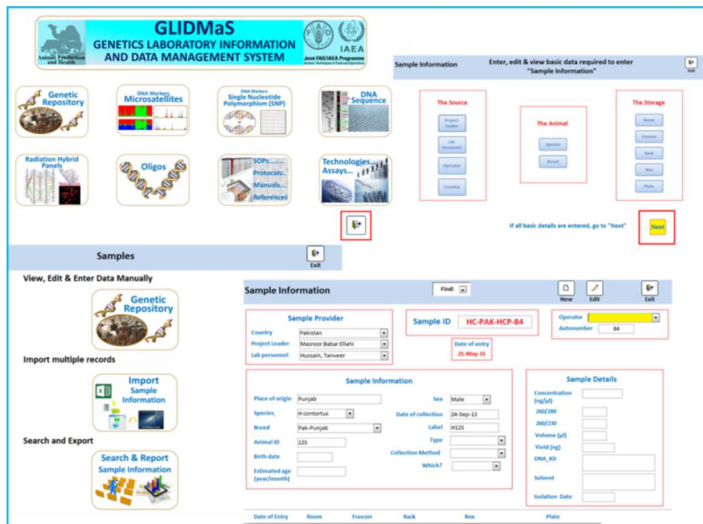 GLIDMaS
GENETICS LABORATORY INFORMATION
AND DATA MANAGEMENT SYSTEM
Animal Production
and Health
IAEA
Joint FAO/IAEA Programme
Genetic
Repository
DNA Markers
Microsatellites
DNA Markers
Single Nucleotide
Polymorphism (SNP)
DNA
Sequence
Radiation Hybrid
Panels
Oligos
SOPs
Protocols
Manuals
References
Technologies
Assays...
Sample Information
Enter, edit & view basic data required to enter
"Sample Information"
Exit
The Source
Project
Leader
Lab
Personnel
Operator
Country
The Animal
Species
Breed
The Storage
Room
Freezer
Rack
Box
Plate
If all basic details are entered, go to "Next"
Next
Samples
Exit
View, Edit & Enter Data Manually
Genetic
Repository
Import multiple records
Import
Sample
Information
Search and Export
Search & Report
Sample Information
Sample Information
Find:
New
Edit
Exit
Sample Provider
Country Pakistan
Project Leader Masroor Babar Ellahi
Lab personnel Hussain, Tanveer
Sample ID HC-PAK-HCP-84
Date of entry
21-May-15
Operator
Autonumber 84
Sample Information
Place of origin Punjab
Species_ H contortus
Breed Pak-Punjab
Animal ID 123
Birth date
Estimated age
(year/month)
Sex Male
Date of collection 24-Sep-13
Label H123
Type
Collection Method
Which?
Sample Details
Concentration
(ng/µl)
260/280
260/230
Volume (µl)
Yield (ng)
DNA_Kit
Solvent
Isolation Date
Date of Entry Room Freezer Rack Box Plate